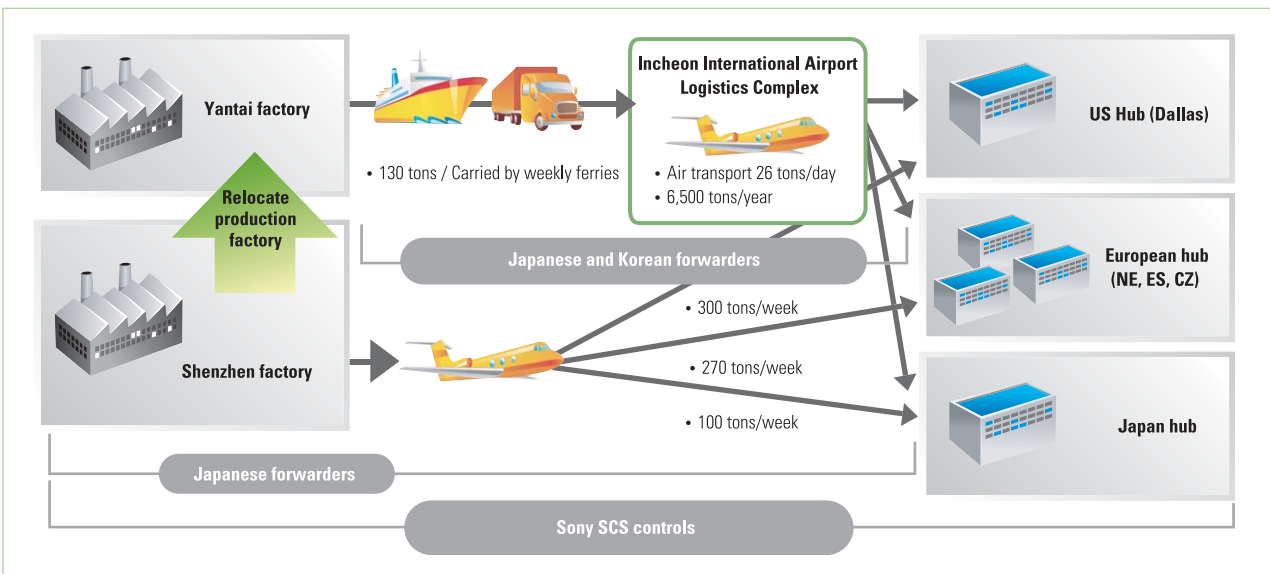 Yantai factory
Relocate
production
factory
Shenzhen factory
• 130 tons / Carried by weekly ferries
Incheon International Airport
Logistics Complex
• Air transport 26 tons/day
• 6,500 tons/year
Japanese and Korean forwarders
• 300 tons/week
• 270 tons/week
• 100 tons/week
US Hub (Dallas)
European hub
(NE, ES, CZ)
Japan hub
Japanese forwarders
Sony SCS controls